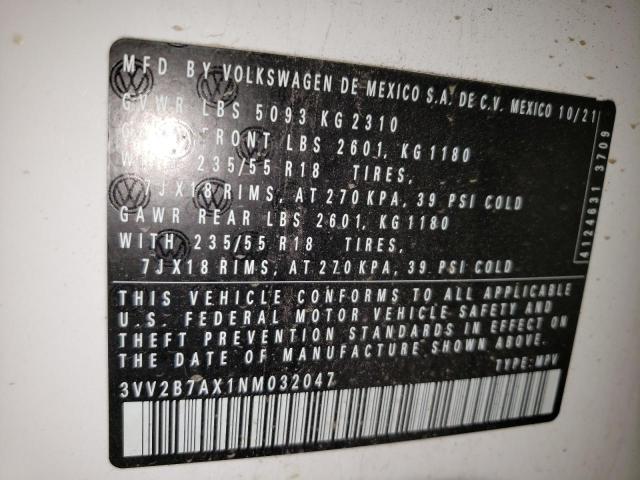 MFD BY VOLKSWAGEN DE MEXICO S.A. DE C.V. MEXICO 10/21
GVWR LBS 5093 KG 2310
GAWR FRONT LBS 2601, KG 1180
WITH 235/55 R18 TIRES,
7JX18 RIMS, AT 270 KPA, 39 PSI COLD
GAWR REAR LBS 2601, KG 1180
WITH 235/55 R18 TIRES,
7JX18 RIMS, AT 270 KPA, 39 PSI COLD
4124631 3709
THIS VEHICLE CONFORMS TO ALL APPLICABLE
U.S. FEDERAL MOTOR VEHICLE SAFETY AND
THEFT PREVENTION STANDARDS IN EFFECT ON
THE DATE OF MANUFACTURE SHOWN ABOVE.
TYPE: MPV
3VV2B7AX1NM032047